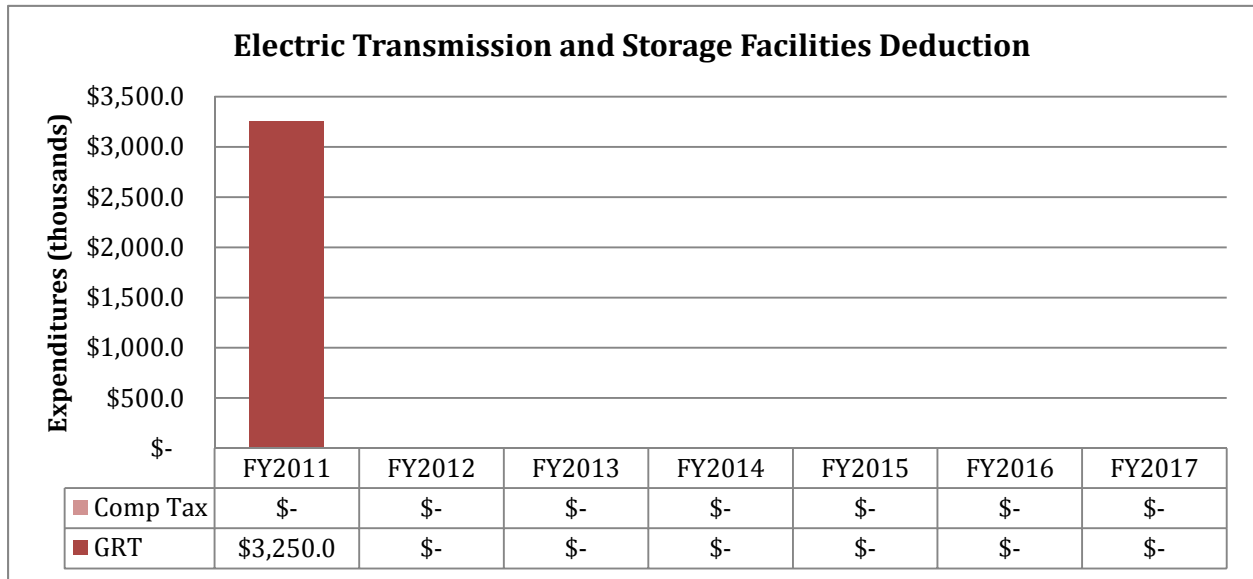 Electric Transmission and Storage Facilities Deduction
Expenditures (thousands)
$3,500.0
$3,000.0
$2,500.0
$2,000.0
$1,500.0
$1,000.0
$500.0
$-
FY2011 FY2012 FY2013 FY2014 FY2015 FY2016 FY2017
Comp Tax $- $- $- $- $- $- $-
GRT $3,250.0 $- $- $- $- $- $-